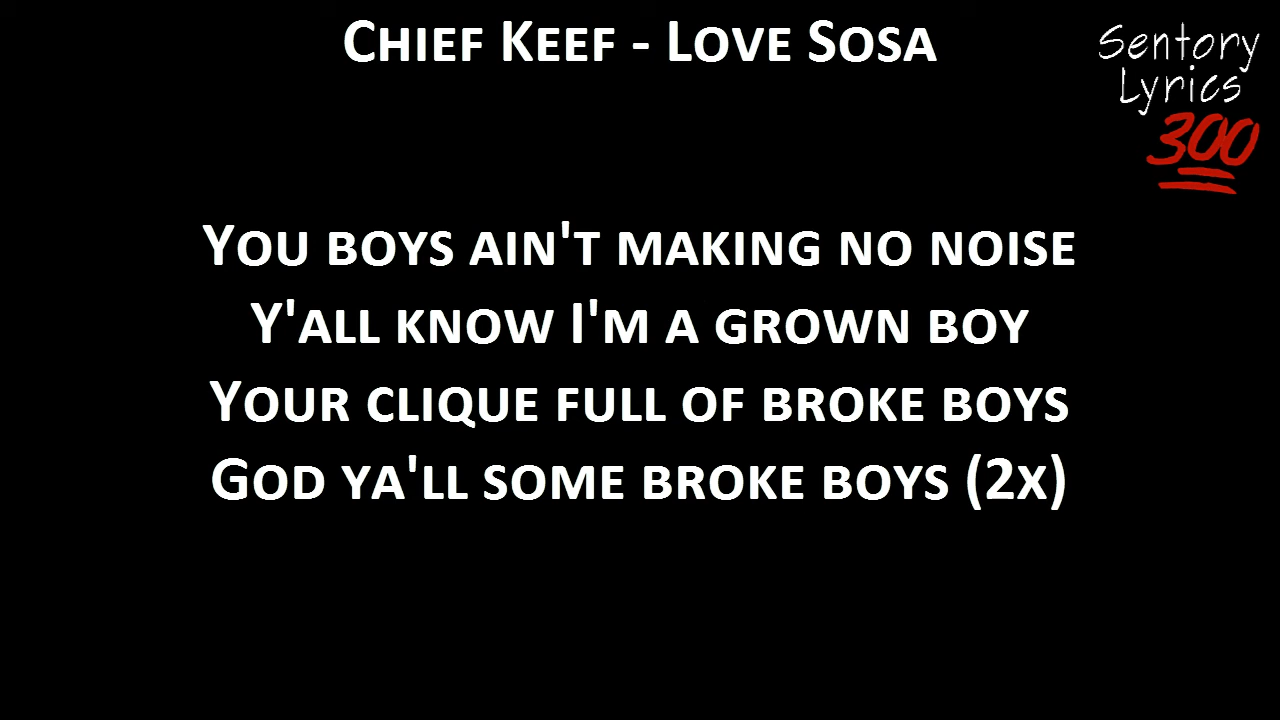 Chief Keef - Love Sosa
Sentory
Lyrics
300
You boys ain't making no noise
Y'all know I'm a grown boy
Your clique full of broke boys
God ya'll some broke boys (2x)